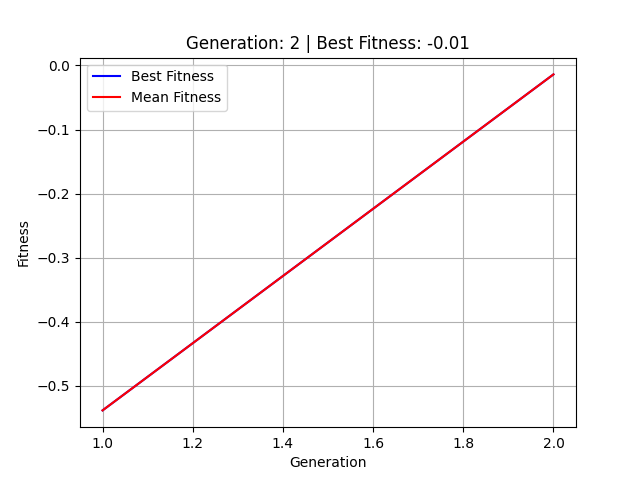 Generation: 2 | Best Fitness: -0.01
Best Fitness
Mean Fitness
0.0
−0.1
−0.2
−0.3
−0.4
−0.5
Fitness
1.0 1.2 1.4 1.6 1.8 2.0
Generation